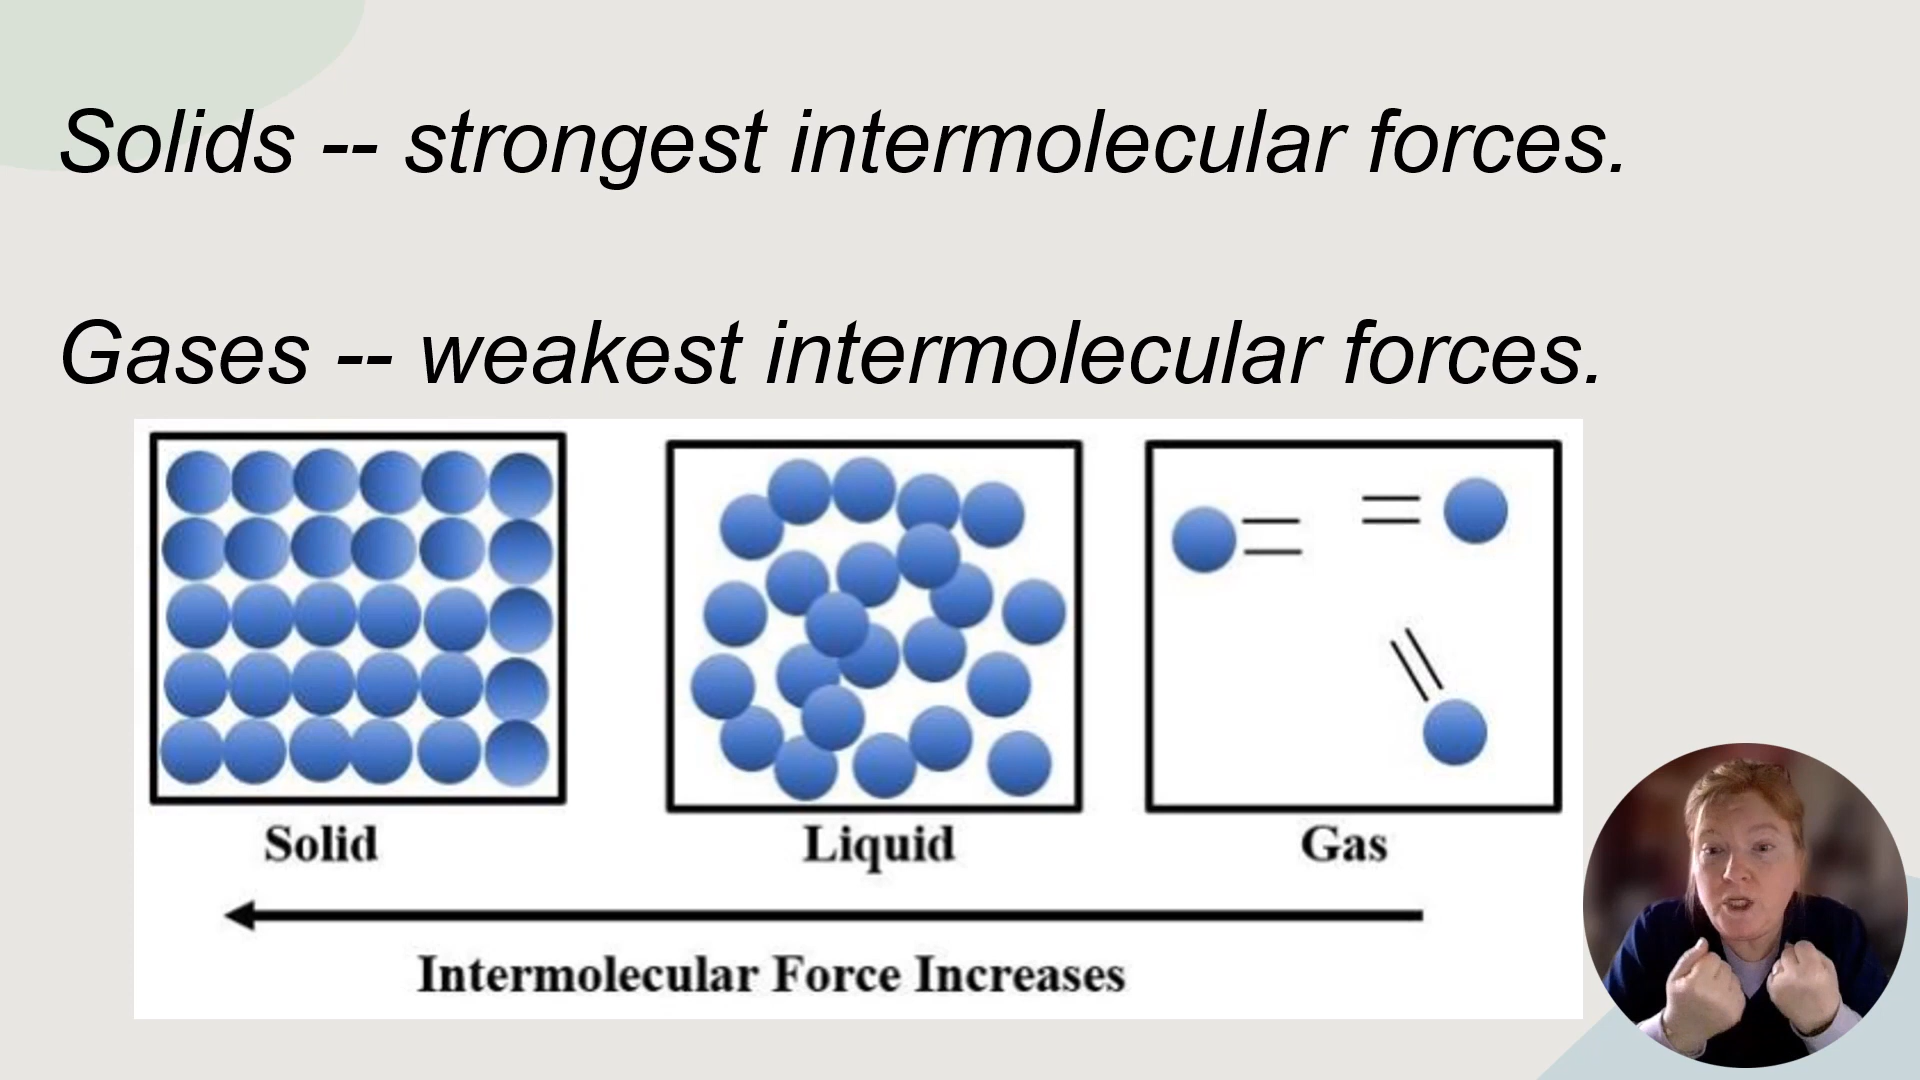 Solids -- strongest intermolecular forces.
Gases -- weakest intermolecular forces.
Solid
Liquid
Gas
Intermolecular Force Increases